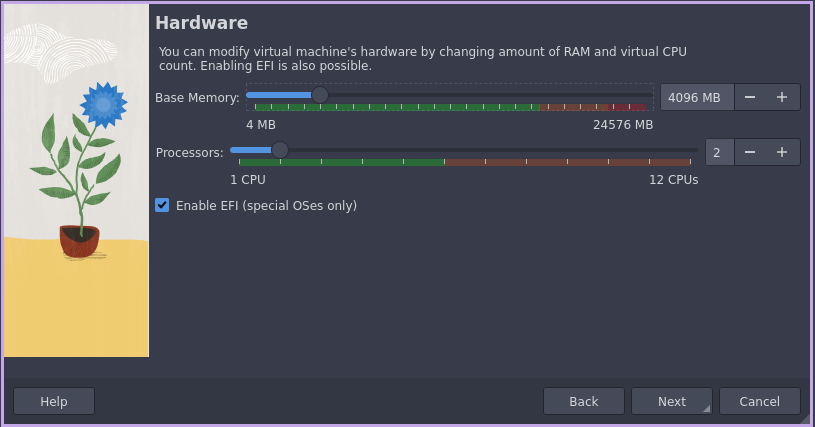 Hardware
You can modify virtual machine's hardware by changing amount of RAM and virtual CPU
count. Enabling EFI is also possible.
Base Memory: 4096 MB
4 MB 24576 MB
Processors: 2
1 CPU 12 CPUs
Enable EFI (special OSes only)
Help Back Next Cancel